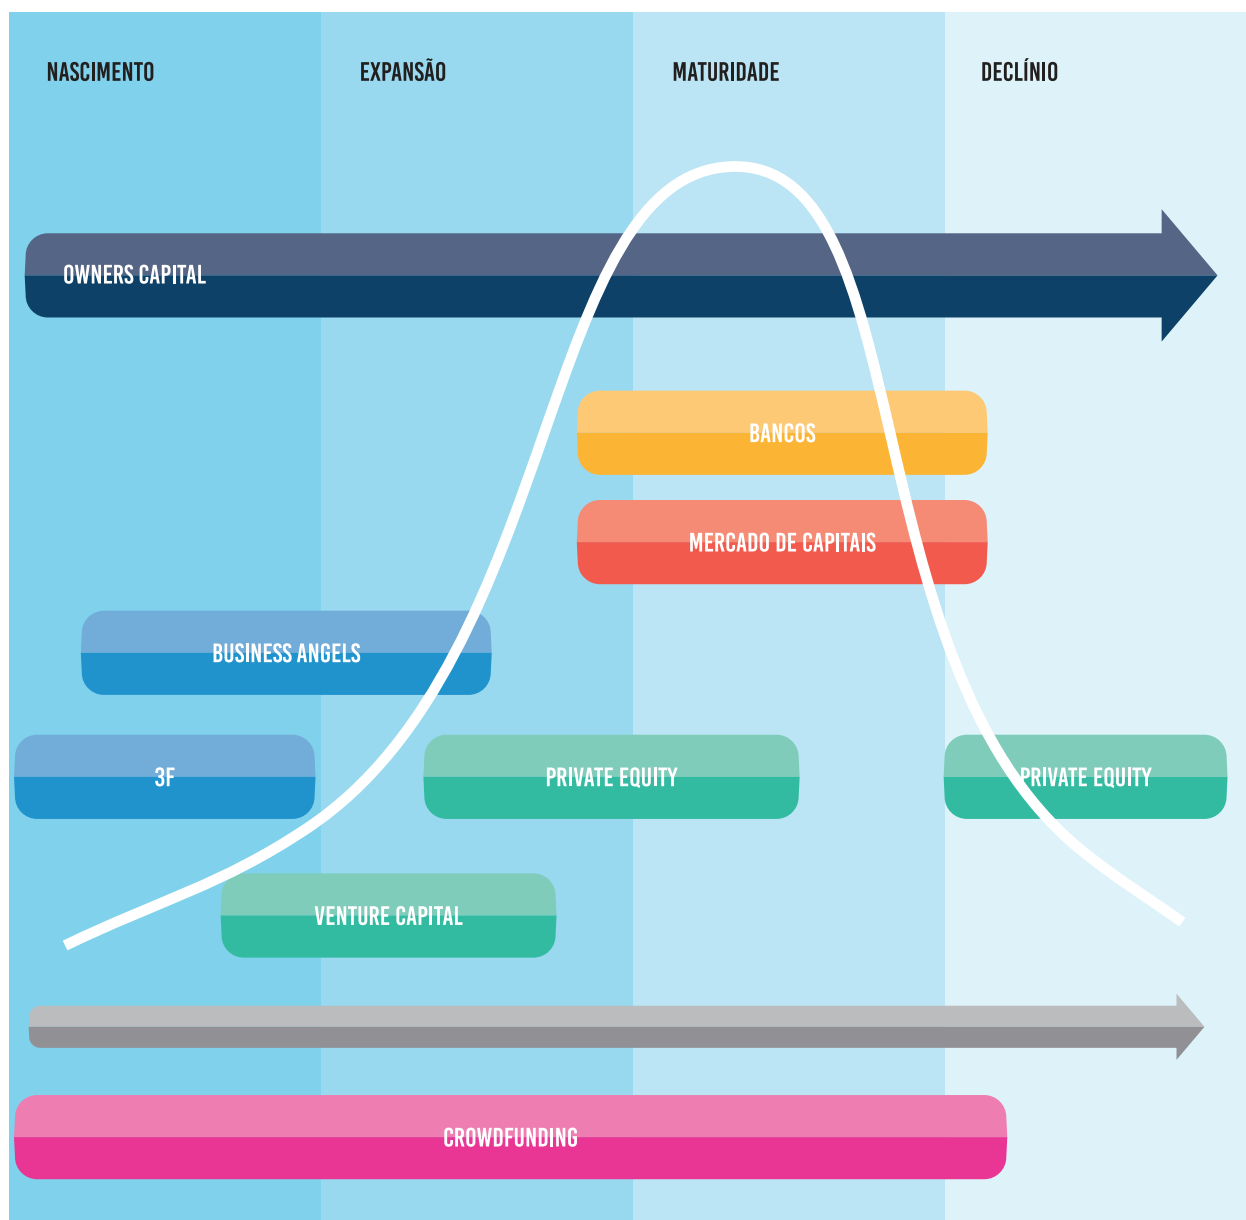 NASCIMENTO
EXPANSÃO
MATURIDADE
DECLÍNIO
OWNERS CAPITAL
BANCOS
MERCADO DE CAPITAIS
BUSINESS ANGELS
3F
PRIVATE EQUITY
PRIVATE EQUITY
VENTURE CAPITAL
CROWDFUNDING